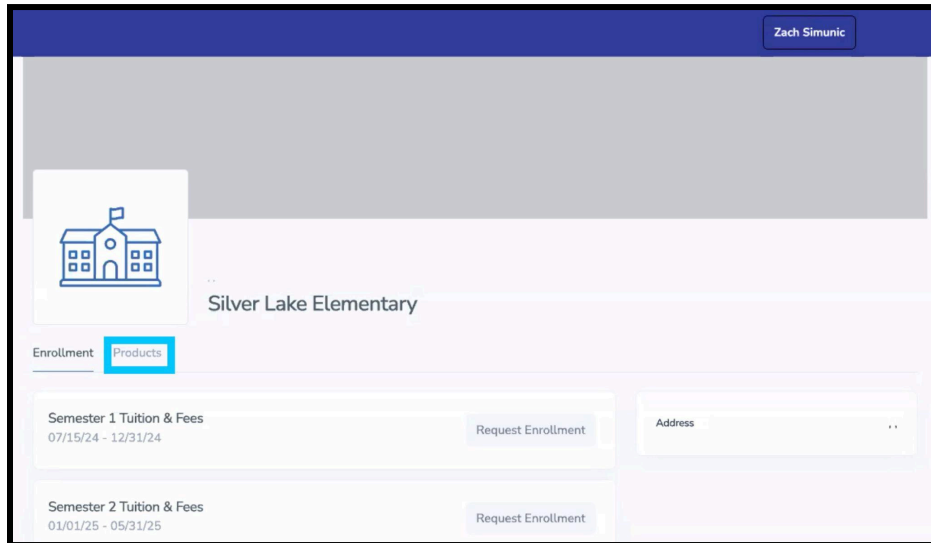 Zach Simunic
, ,
Silver Lake Elementary
Enrollment Products
Semester 1 Tuition & Fees
07/15/24 - 12/31/24
Request Enrollment
Address
, ,
Semester 2 Tuition & Fees
01/01/25 - 05/31/25
Request Enrollment